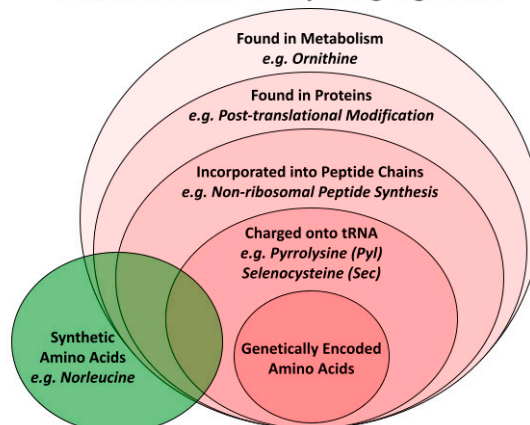 Found in Metabolism
e.g. Ornithine
Found in Proteins
e.g. Post-translational Modification
Incorporated into Peptide Chains
e.g. Non-ribosomal Peptide Synthesis
Charged onto tRNA
e.g. Pyrrolysine (Pyl)
Selenocysteine (Sec)
Synthetic
Amino Acids
e.g. Norleucine
Genetically Encoded
Amino Acids